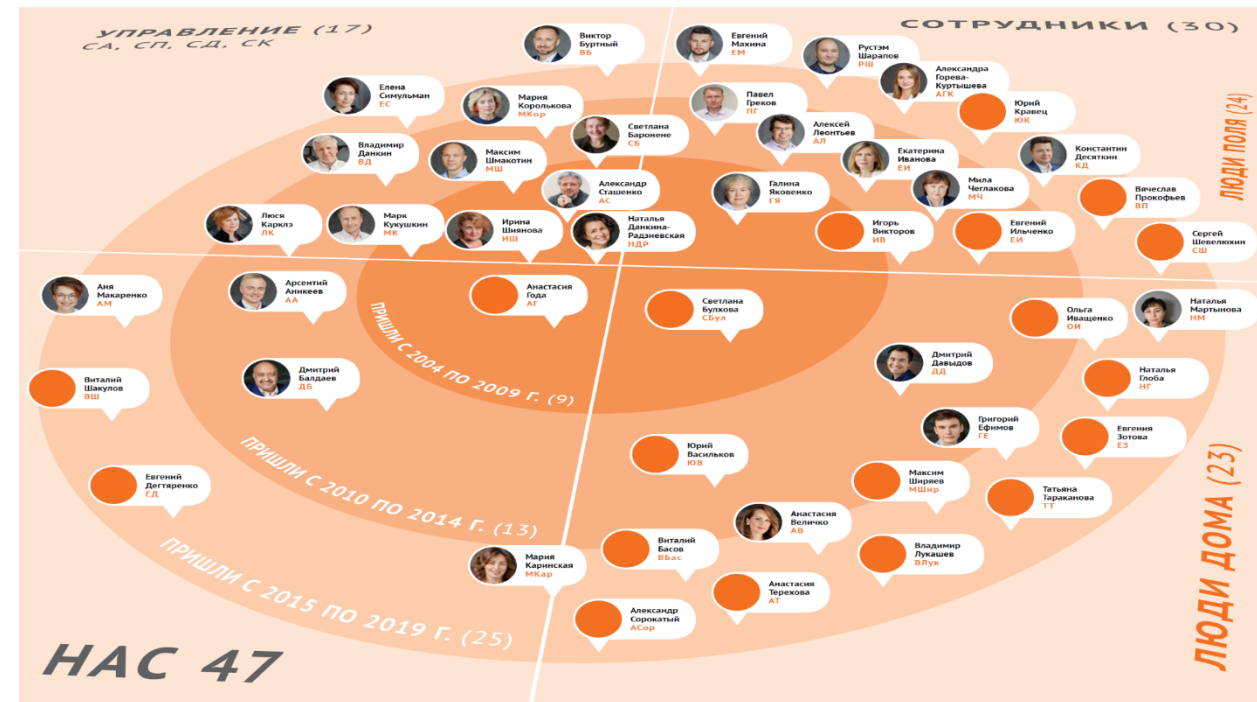 УПРАВЛЕНИЕ (17)
СА, СП, СД, СК
СОТРУДНИКИ (30)
Виктор
Буртный
ВБ
Евгений
Махина
ЕМ
Рустэм
Шарапов
РШ
Александра
Горева-
Куртышева
АГК
Юрий
Кравец
ЮК
Елена
Симульман
ЕС
Мария
Королькова
МКор
Светлана
Баронене
СБ
Павел
Греков
ПГ
Алексей
Леонтьев
АЛ
Екатерина
Иванова
ЕИ
Константин
Десяткин
КД
ЛЮДИ ПОЛЯ (24)
Владимир
Данкин
ВД
Максим
Шмакотин
МШ
Александр
Сташенко
АС
Галина
Яковенко
ГЯ
Мила
Чеглакова
МЧ
Вячеслав
Прокофьев
ВП
Люся
Карклэ
ЛК
Марк
Кукушкин
МК
Ирина
Шиянова
ИШ
Наталья
Данкина-
Радзневская
НДР
Игорь
Викторов
ИВ
Евгений
Ильченко
ЕИ
Сергей
Шевелюхин
СШ
Аня
Макаренко
АМ
Арсентий
Аникеев
АА
Анастасия
Года
АГ
Светлана
Булхова
СБул
Ольга
Иващенко
ОИ
Наталья
Мартынова
НМ
ПРИШЛИ С 2004 ПО 2009 Г. (9)
Виталий
Шакулов
ВШ
Дмитрий
Балдаев
ДБ
Дмитрий
Давыдов
ДД
Наталья
Глоба
НГ
Григорий
Ефимов
ГЕ
Евгения
Зотова
ЕЗ
Юрий
Васильков
ЮВ
ПРИШЛИ С 2010 ПО 2014 Г. (13)
Евгений
Дегтяренко
ЕД
Максим
Ширяев
МШир
Татьяна
Тараканова
ТТ
ЛЮДИ ДОМА (23)
Анастасия
Величко
АВ
Виталий
Басов
ВБас
Владимир
Лукашев
ВЛук
Мария
Каринская
МКар
ПРИШЛИ С 2015 ПО 2019 Г. (25)
Анастасия
Терехова
АТ
Александр
Сорокатый
АСор
НАС 47